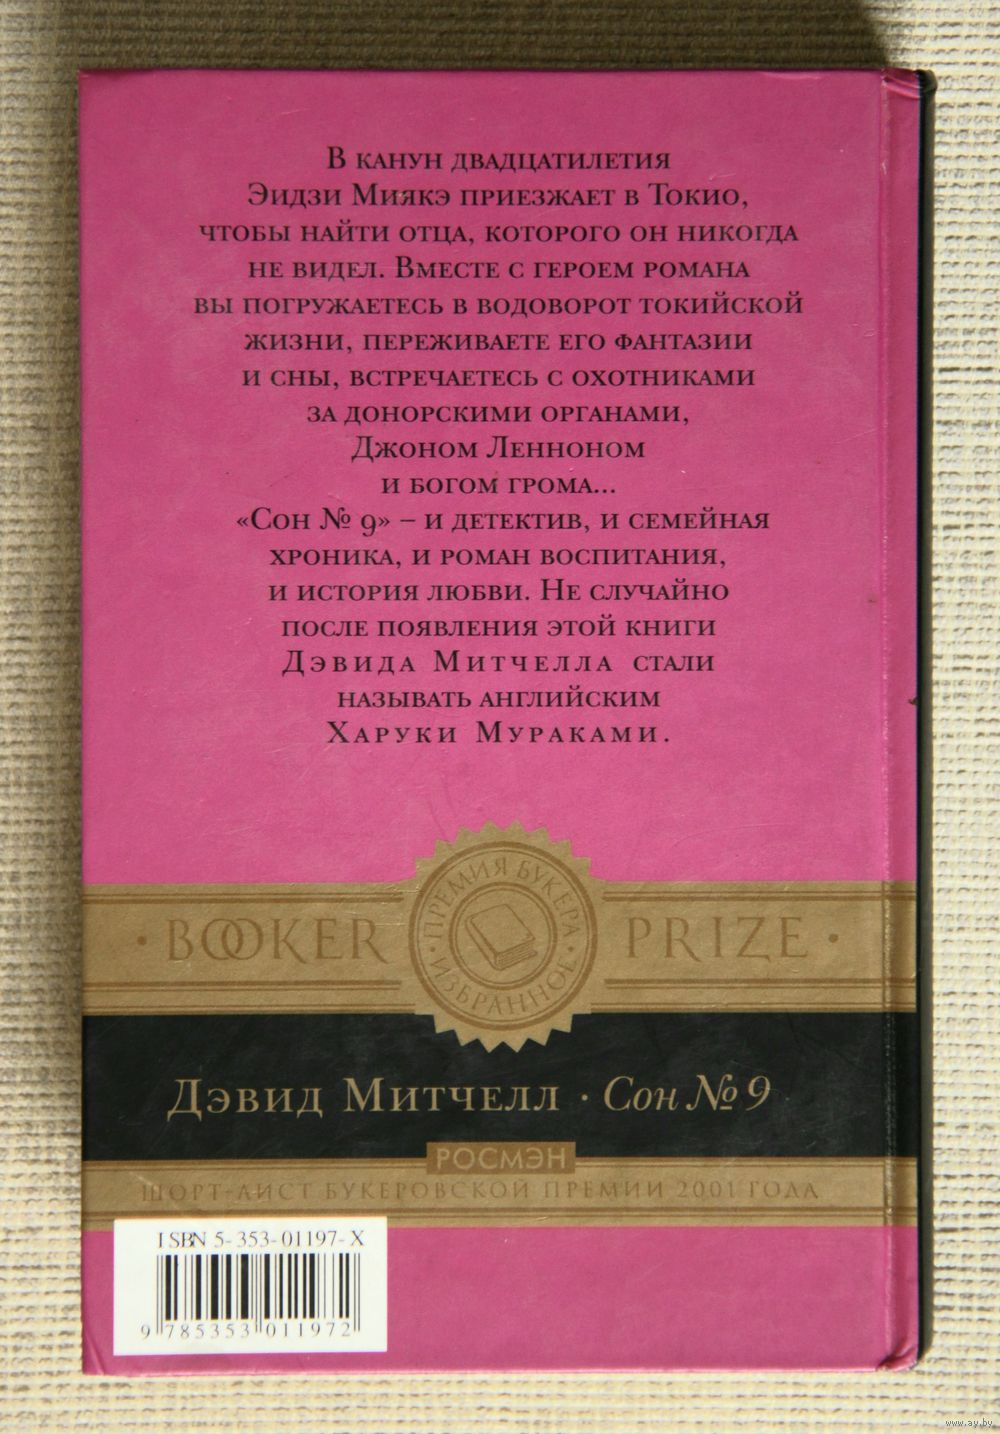 В канун двадцатилетия
Эидзи Миякэ приезжает в Токио,
чтобы найти отца, которого он никогда
не видел. Вместе с героем романа
вы погружаетесь в водоворот токийской
жизни, переживаете его фантазии
и сны, встречаетесь с охотниками
за донорскими органами,
Джоном Ленноном
и богом грома...
«Сон № 9» – и детектив, и семейная
хроника, и роман воспитания,
и история любви. Не случайно
после появления этой книги
Дэвида Митчелла стали
называть английским
Харуки Мураками.
ПРЕМИЯ БУКЕРА
· BOOKER PRIZE ·
· ИЗБРАННОЕ ·
Дэвид Митчелл · Сон № 9
РОСМЭН
ШОРТ-ЛИСТ БУКЕРОВСКОЙ ПРЕМИИ 2001 ГОДА
ISBN 5-353-01197-X
9 785353 011972
www.ay.by